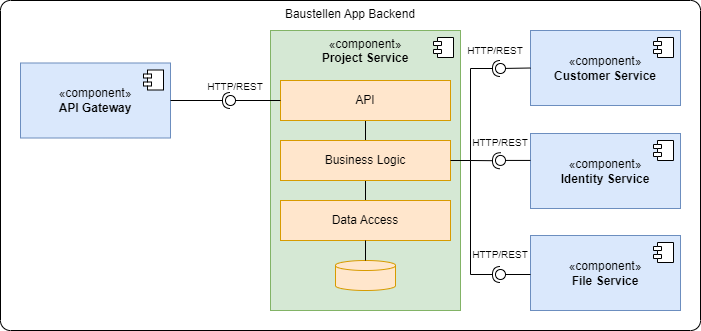 Baustellen App Backend
«component»
API Gateway
HTTP/REST
«component»
Project Service
API
Business Logic
Data Access
HTTP/REST
«component»
Customer Service
HTTP/REST
«component»
Identity Service
HTTP/REST
«component»
File Service